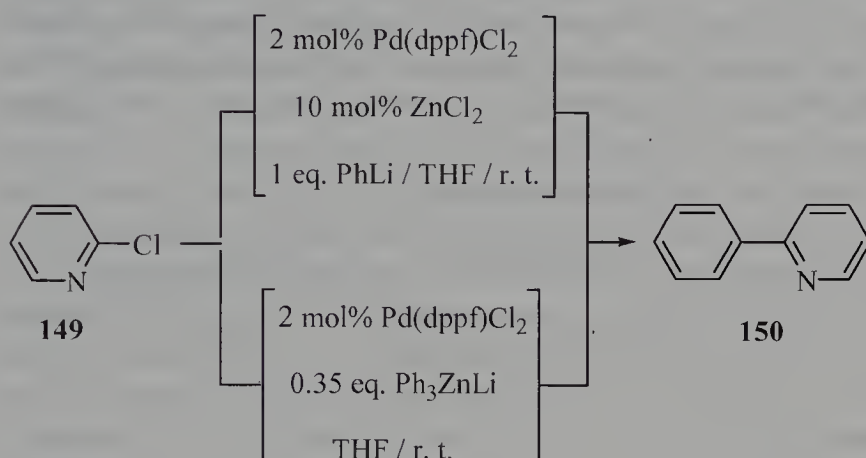 2 mol% Pd(dppf)Cl₂
10 mol% ZnCl₂
1 eq. PhLi / THF / r. t.
Cl
N
149
N
150
2 mol% Pd(dppf)Cl₂
0.35 eq. Ph₃ZnLi
THF / r. t.